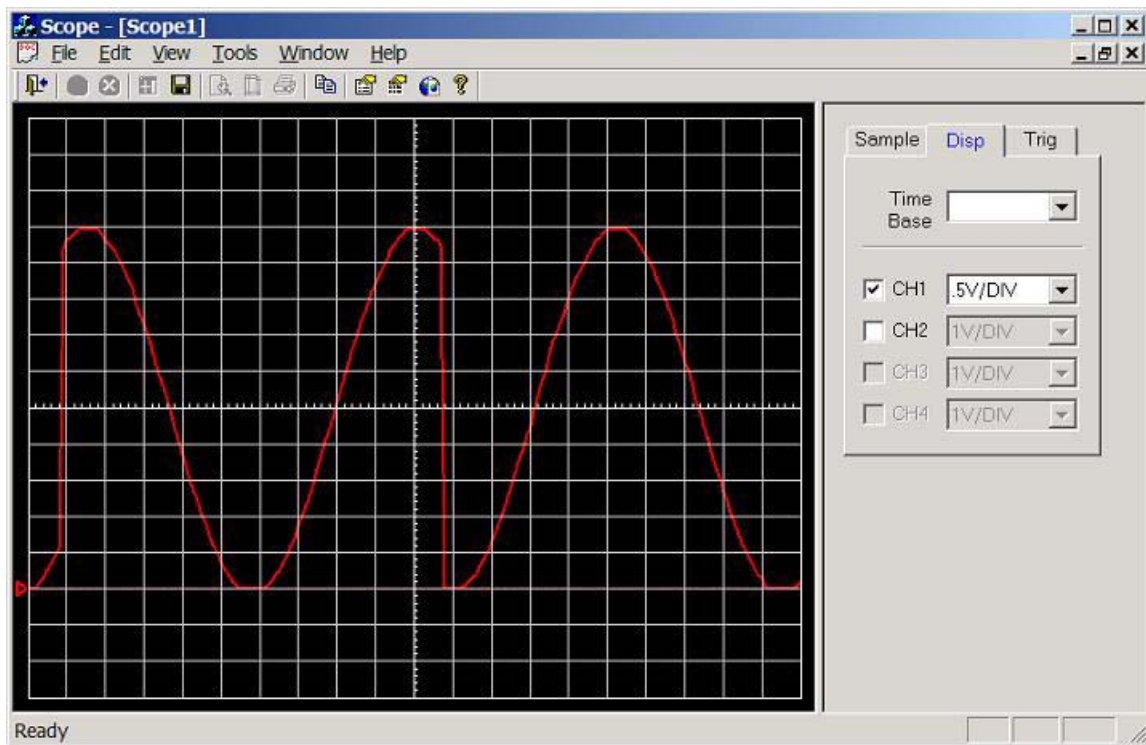 Scope - [Scope1]
File Edit View Tools Window Help
Sample Disp Trig
Time
Base
CH1 .5V/DIV
CH2 1V/DIV
CH3 1V/DIV
CH4 1V/DIV
Ready